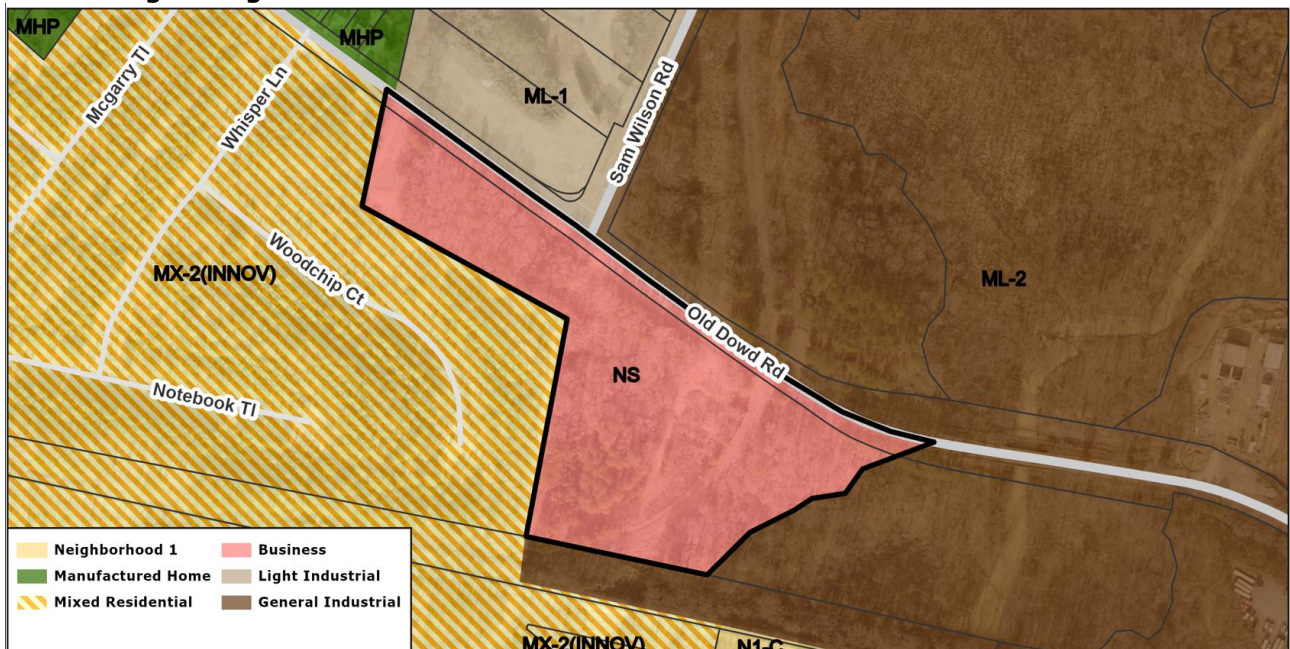 MHP
MHP
Mcgarry Tl
Whisper Ln
ML-1
Sam Wilson Rd
MX-2(INNOV)
Woodchip Ct
ML-2
Old Dowd Rd
NS
Notebook Tl
Neighborhood 1
Manufactured Home
Mixed Residential
Business
Light Industrial
General Industrial
MX-2(INNOV)
N1-C